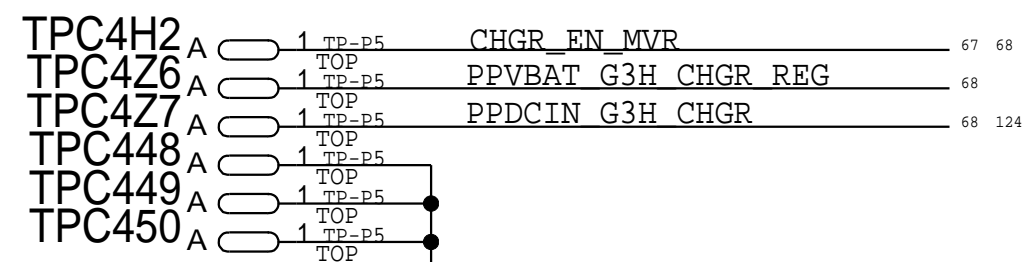 TPC4H2 A 1 TP-P5 CHGR_EN_MVR 67 68
TOP
TPC4Z6 A 1 TP-P5 PPVBAT_G3H_CHGR_REG 68
TOP
TPC4Z7 A 1 TP-P5 PPDCIN_G3H_CHGR 68 124
TOP
TPC448 A 1 TP-P5
TOP
TPC449 A 1 TP-P5
TOP
TPC450 A 1 TP-P5
TOP